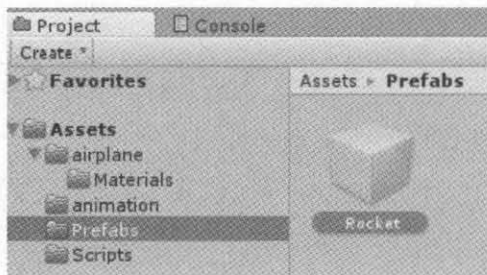 Project
Console
Create
Favorites
Assets ▸ Prefabs
Assets
airplane
Materials
animation
Prefabs
Scripts
Rocket